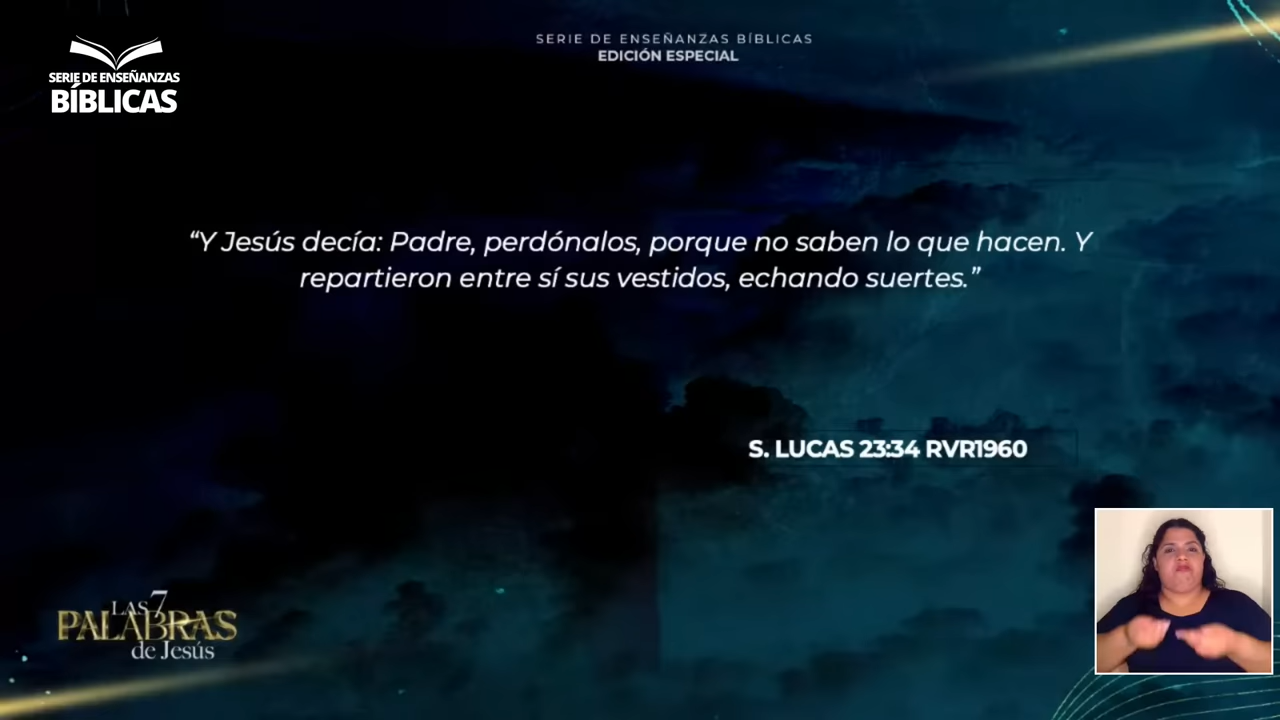 SERIE DE ENSEÑANZAS
BÍBLICAS
SERIE DE ENSEÑANZAS BÍBLICAS
EDICIÓN ESPECIAL
“Y Jesús decía: Padre, perdónalos, porque no saben lo que hacen. Y
repartieron entre sí sus vestidos, echando suertes.”
S. LUCAS 23:34 RVR1960
LAS 7
PALABRAS
de Jesús